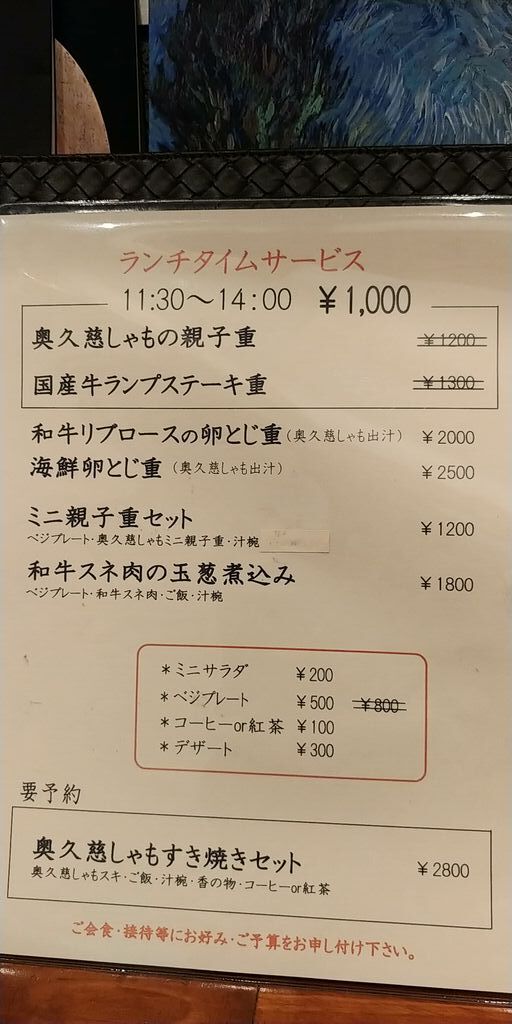 ランチタイムサービス
11:30〜14:00 ￥1,000
奥久慈しゃもの親子重 ￥1200
国産牛ランプステーキ重 ￥1300
和牛リブロースの卵とじ重(奥久慈しゃも出汁) ￥2000
海鮮卵とじ重(奥久慈しゃも出汁) ￥2500
ミニ親子重セット ￥1200
ベジプレート・奥久慈しゃもミニ親子重・汁椀
和牛スネ肉の玉葱煮込み ￥1800
ベジプレート・和牛スネ肉・ご飯・汁椀
*ミニサラダ ￥200
*ベジプレート ￥500 ￥800
*コーヒーor紅茶 ￥100
*デザート ￥300
要予約
奥久慈しゃもすき焼きセット ￥2800
奥久慈しゃもスキ・ご飯・汁椀・香の物・コーヒーor紅茶
ご会食・接待等にお好み・ご予算をお申し付け下さい。